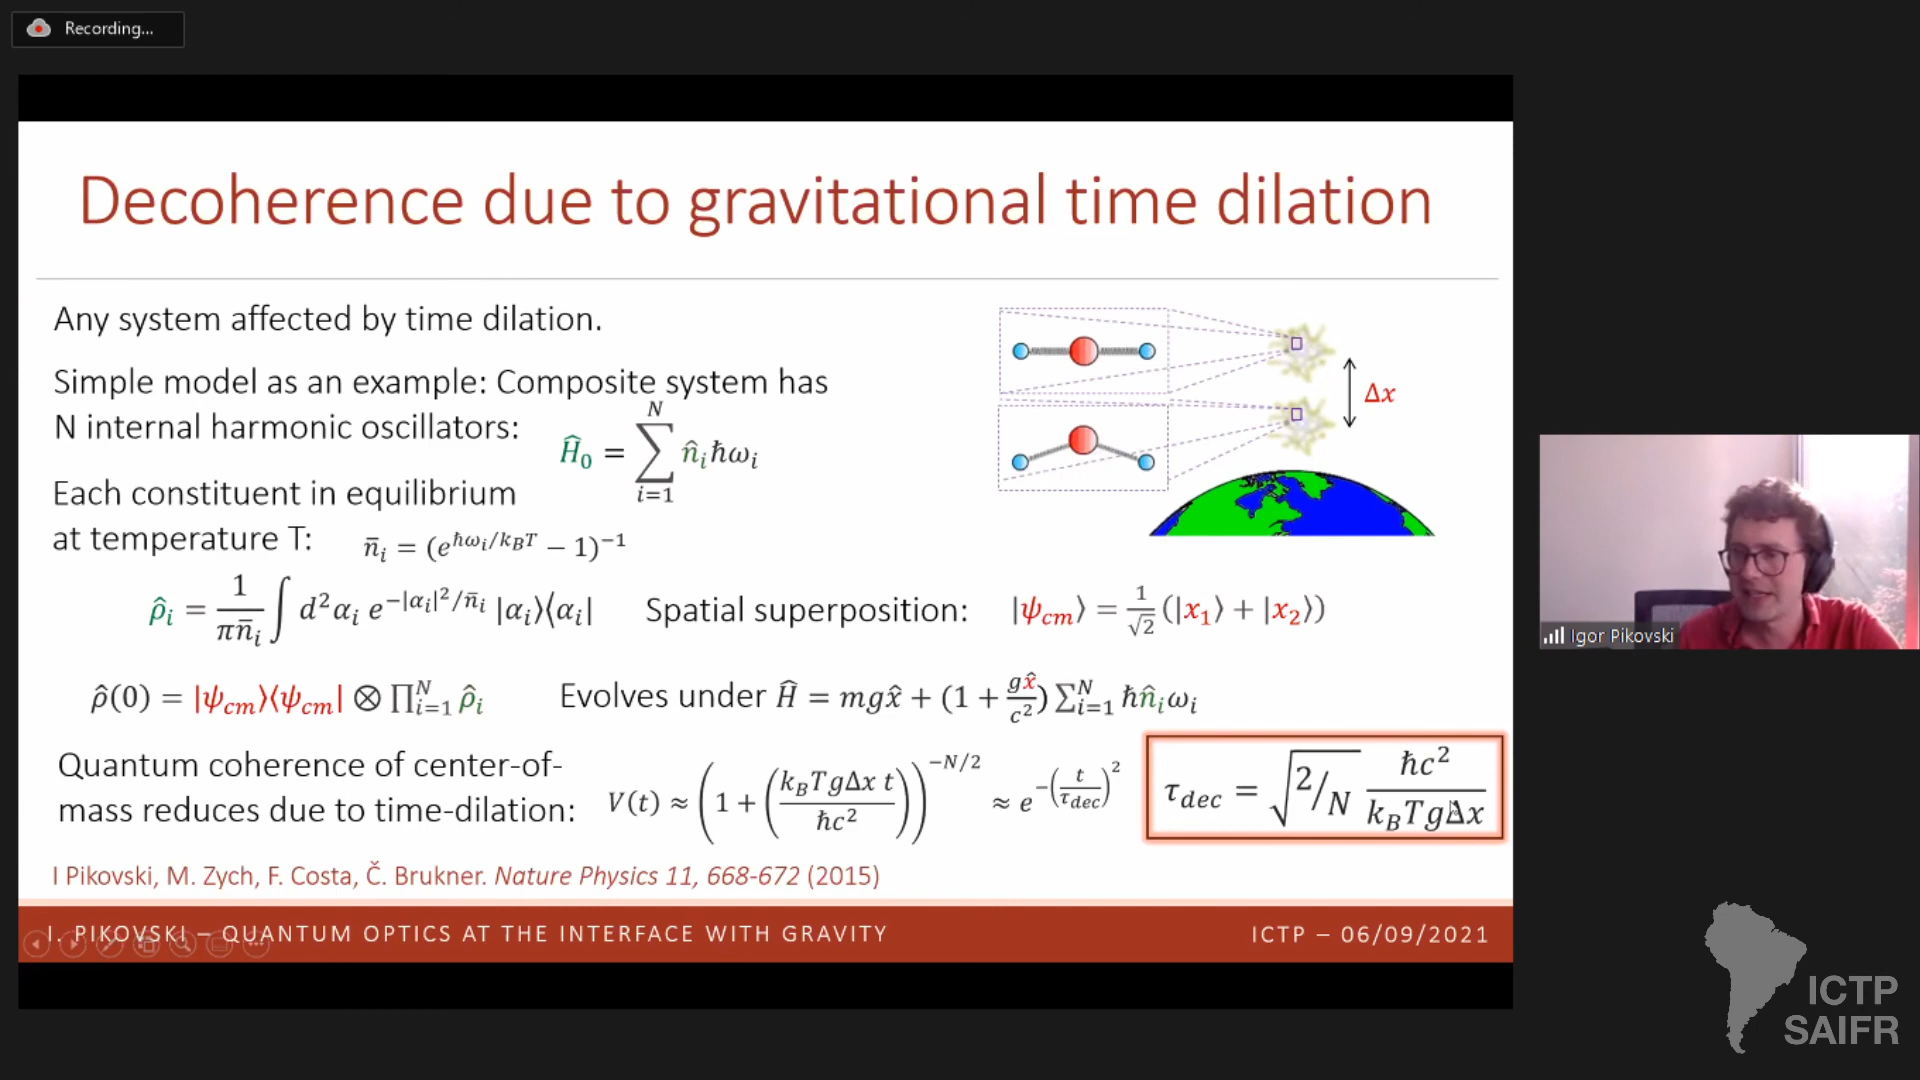 Recording...
Decoherence due to gravitational time dilation
Any system affected by time dilation.
Simple model as an example: Composite system has
N internal harmonic oscillators: Ĥ₀ = ∑ᵢ₌₁ᴺ n̂ᵢħωᵢ
Each constituent in equilibrium
at temperature T: n̄ᵢ = (e^{ħωᵢ/k_BT} − 1)⁻¹
Δx
ρ̂ᵢ = 1/(πn̄ᵢ) ∫ d²αᵢ e^{−|αᵢ|²/n̄ᵢ} |αᵢ⟩⟨αᵢ| Spatial superposition: |ψ_cm⟩ = 1/√2 (|x₁⟩ + |x₂⟩)
ρ̂(0) = |ψ_cm⟩⟨ψ_cm| ⊗ ∏ᵢ₌₁ᴺ ρ̂ᵢ Evolves under Ĥ = mgx̂ + (1 + gx̂/c²) ∑ᵢ₌₁ᴺ ħn̂ᵢωᵢ
Quantum coherence of center-of-
mass reduces due to time-dilation: V(t) ≈ (1 + (k_BTgΔx t/ħc²))^{−N/2} ≈ e^{−(t/τ_dec)²} τ_dec = √(2/N) ħc²/(k_BTgΔx)
I Pikovski, M. Zych, F. Costa, Č. Brukner. Nature Physics 11, 668-672 (2015)
I. PIKOVSKI – QUANTUM OPTICS AT THE INTERFACE WITH GRAVITY ICTP – 06/09/2021
Igor Pikovski
ICTP
SAIFR